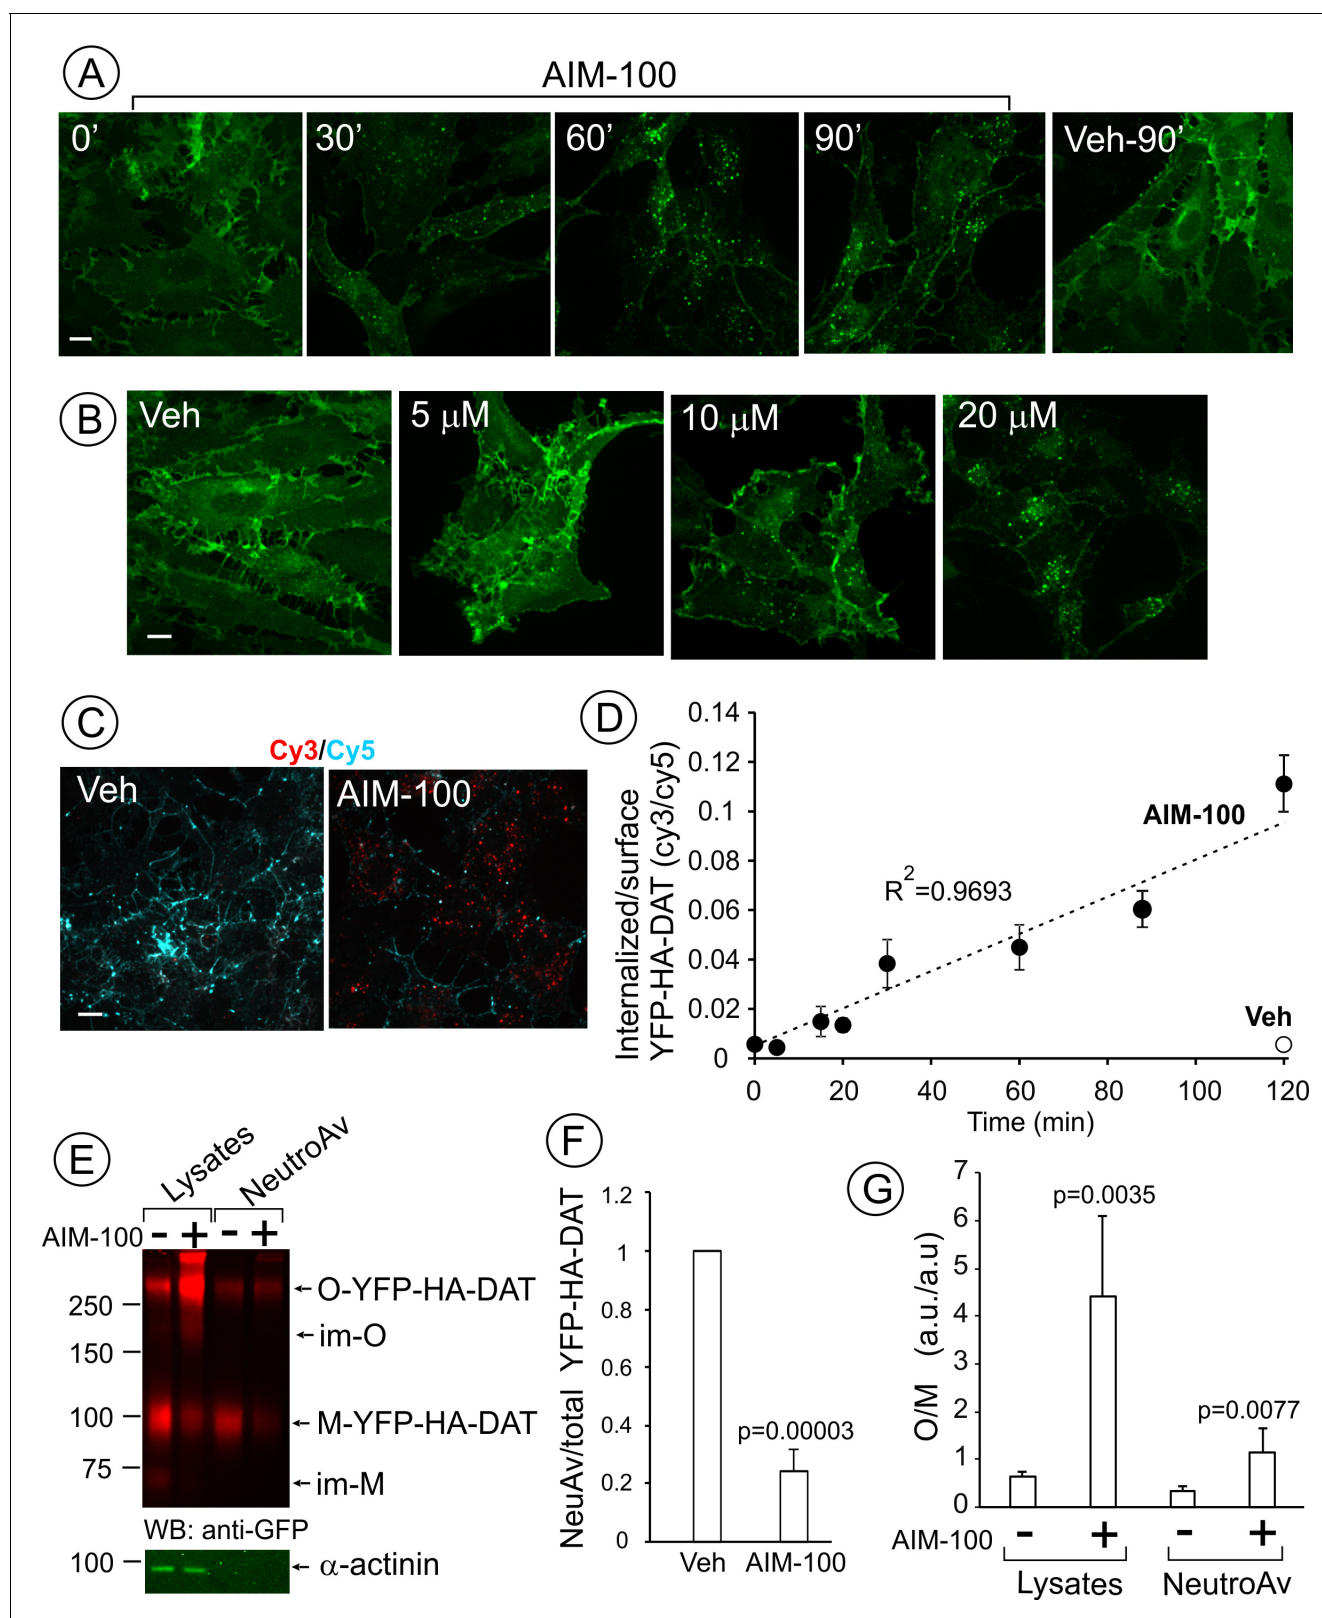 A
AIM-100
0’
30’
60’
90’
Veh-90’
B
Veh
5 μM
10 μM
20 μM
C
Cy3/Cy5
Veh
AIM-100
D
Internalized/surface
YFP-HA-DAT (cy3/cy5)
0.14
0.12
0.1
0.08
0.06
0.04
0.02
0
AIM-100
R2=0.9693
Veh
0 20 40 60 80 100 120
Time (min)
E
Lysates
NeutroAv
AIM-100 - + - +
250
150
100
75
O-YFP-HA-DAT
im-O
M-YFP-HA-DAT
im-M
WB: anti-GFP
100
α-actinin
F
NeuAv/total YFP-HA-DAT
1.2
1
0.8
0.6
0.4
0.2
0
p=0.00003
Veh AIM-100
G
O/M (a.u./a.u)
7
6
5
4
3
2
1
0
p=0.0035
p=0.0077
AIM-100 - + - +
Lysates NeutroAv